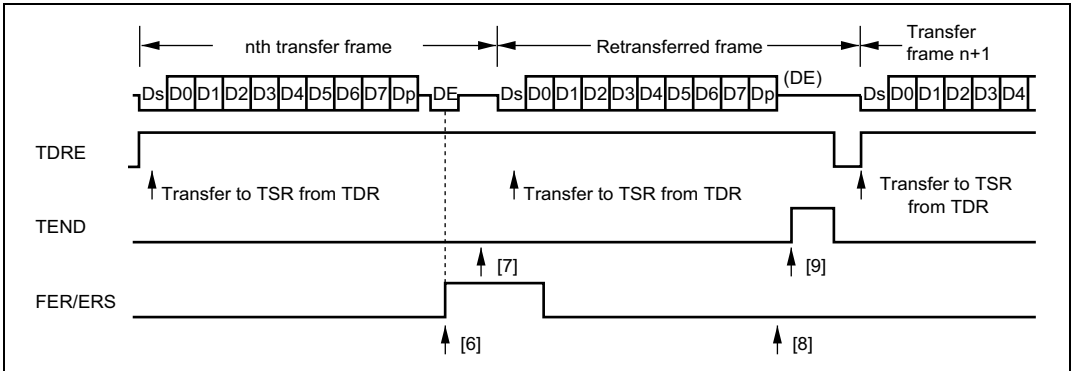 nth transfer frame
Retransferred frame
Transfer
frame n+1
Ds D0 D1 D2 D3 D4 D5 D6 D7 Dp DE Ds D0 D1 D2 D3 D4 D5 D6 D7 Dp (DE) Ds D0 D1 D2 D3 D4
TDRE
Transfer to TSR from TDR
Transfer to TSR from TDR
Transfer to TSR
from TDR
TEND
[7]
[9]
FER/ERS
[6]
[8]